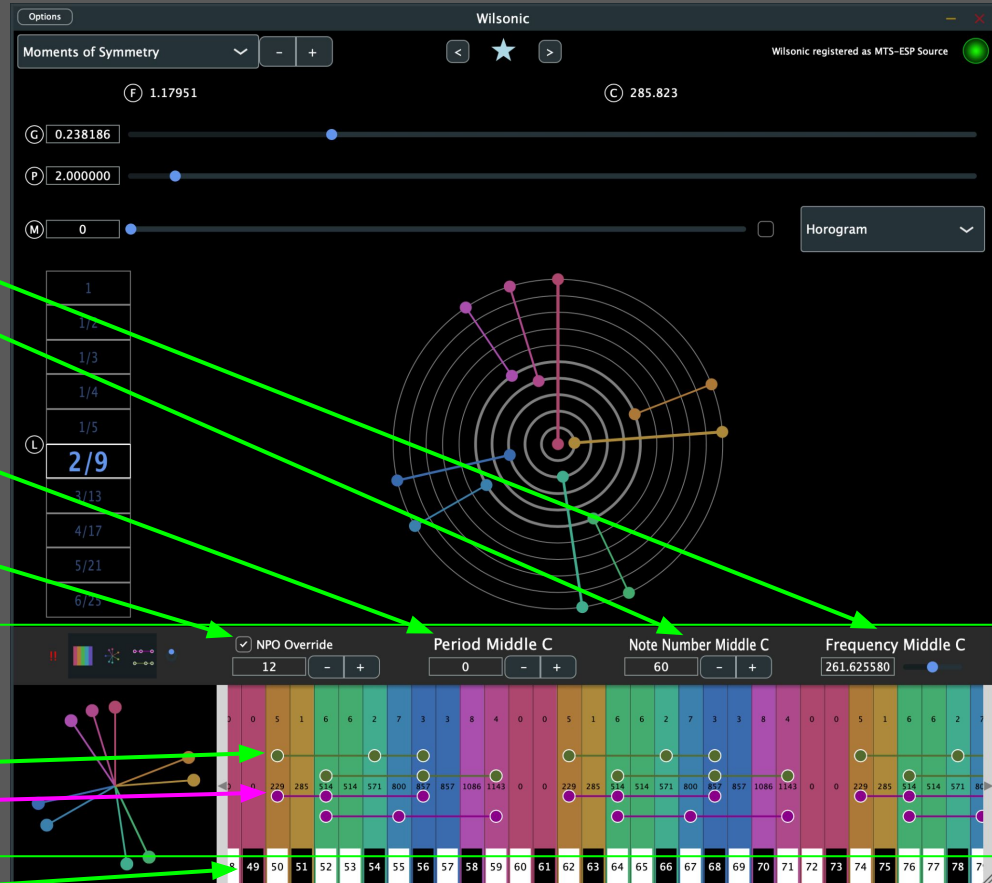 Options
Wilsonic
Moments of Symmetry - +
< >
Wilsonic registered as MTS-ESP Source
F 1.17951 C 285.823
G 0.238186
P 2.000000
M 0
Horogram
1
1/2
1/3
1/4
1/5
L 2/9
3/13
4/17
5/21
6/25
!! NPO Override Period Middle C Note Number Middle C Frequency Middle C
12 - + 0 - + 60 - + 261.625580
0 5 1 6 6 2 7 3 3 8 4 0 0 5 1 6 6 2 7 3 3 8 4 0 0 5 1 6 6 2
0 229 285 514 514 571 800 857 857 1086 1143 0 0 229 285 514 514 571 800 857 857 1086 1143 0 0 229 285 514 514 571
49 50 51 52 53 54 55 56 57 58 59 60 61 62 63 64 65 66 67 68 69 70 71 72 73 74 75 76 77 78